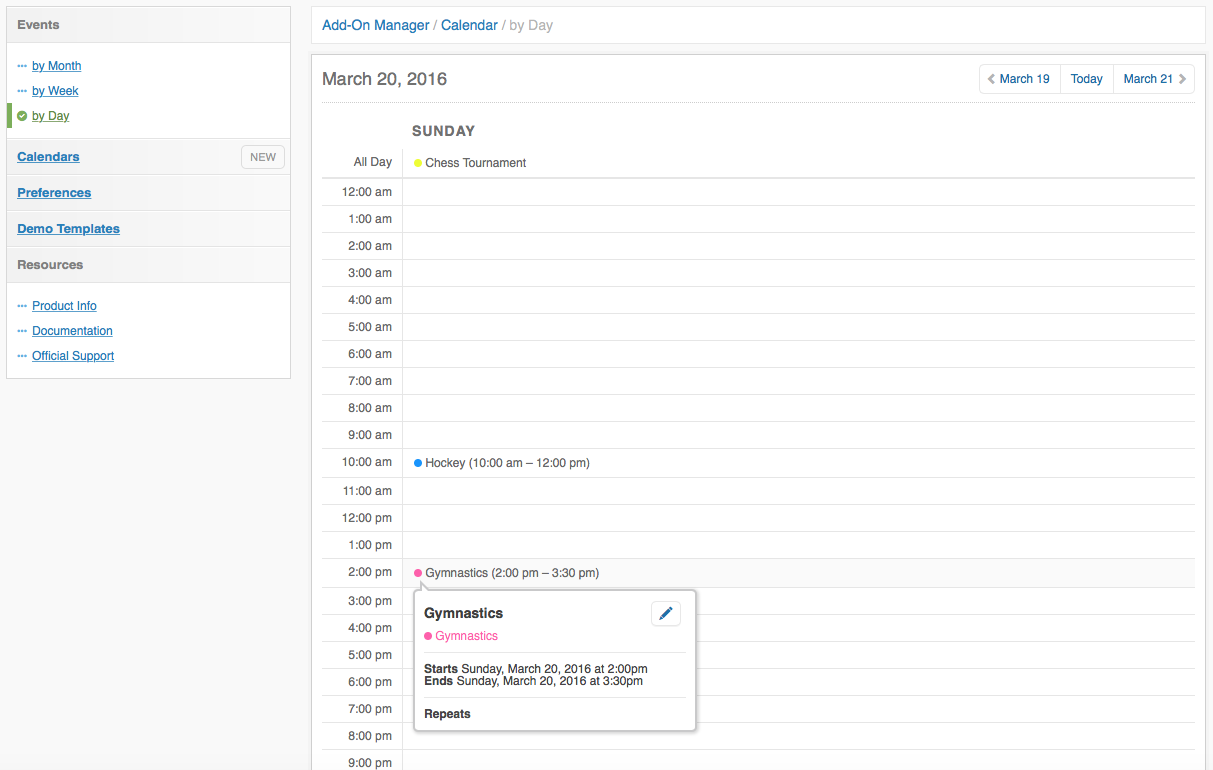 Events
by Month
by Week
by Day
Calendars NEW
Preferences
Demo Templates
Resources
Product Info
Documentation
Official Support
Add-On Manager / Calendar / by Day
March 20, 2016
March 19 Today March 21
SUNDAY
All Day Chess Tournament
12:00 am
1:00 am
2:00 am
3:00 am
4:00 am
5:00 am
6:00 am
7:00 am
8:00 am
9:00 am
10:00 am Hockey (10:00 am – 12:00 pm)
11:00 am
12:00 pm
1:00 pm
2:00 pm Gymnastics (2:00 pm – 3:30 pm)
3:00 pm
4:00 pm
5:00 pm
6:00 pm
7:00 pm
8:00 pm
9:00 pm
Gymnastics
Gymnastics
Starts Sunday, March 20, 2016 at 2:00pm
Ends Sunday, March 20, 2016 at 3:30pm
Repeats